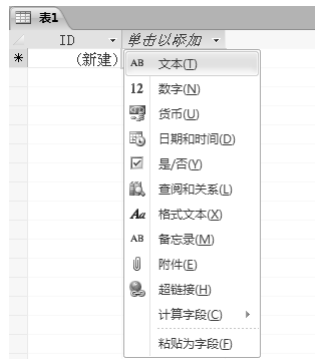 表1
ID 单击以添加
* (新建)
AB 文本(T)
12 数字(N)
货币(U)
日期和时间(D)
是/否(Y)
查阅和关系(L)
Aa 格式文本(X)
AB 备忘录(M)
附件(E)
超链接(H)
计算字段(C)
粘贴为字段(F)